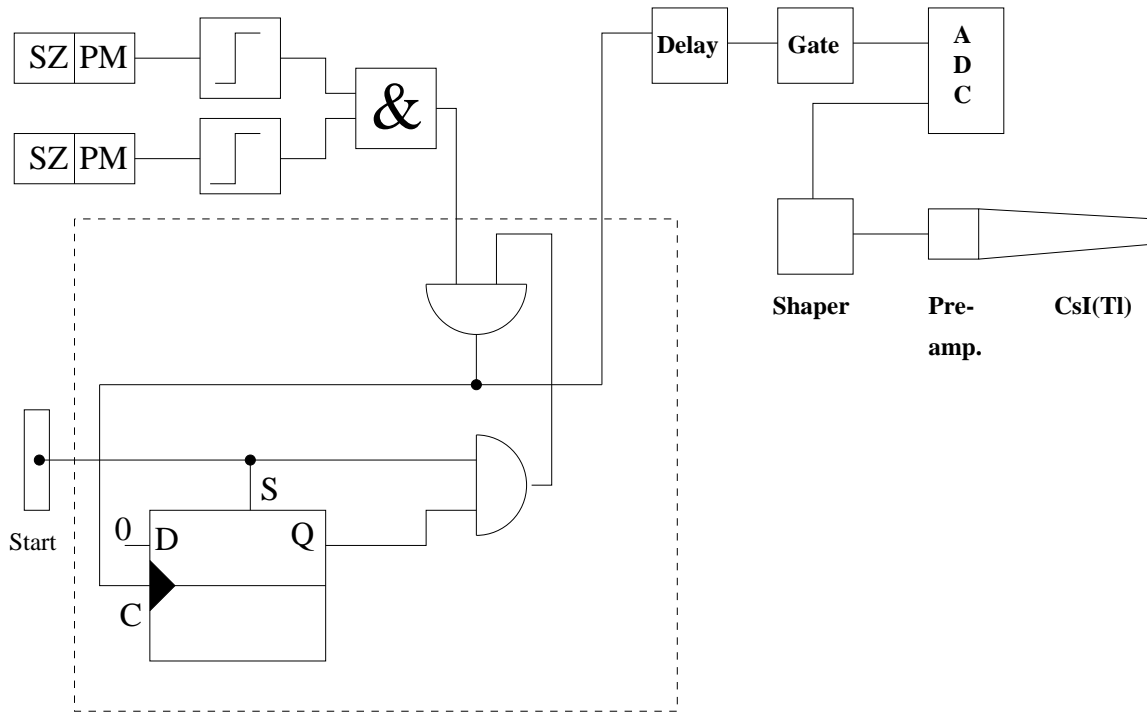 SZ PM
SZ PM
&
Delay
Gate
A
D
C
Shaper
Pre-
amp.
CsI(Tl)
Start
S
0
D
Q
C